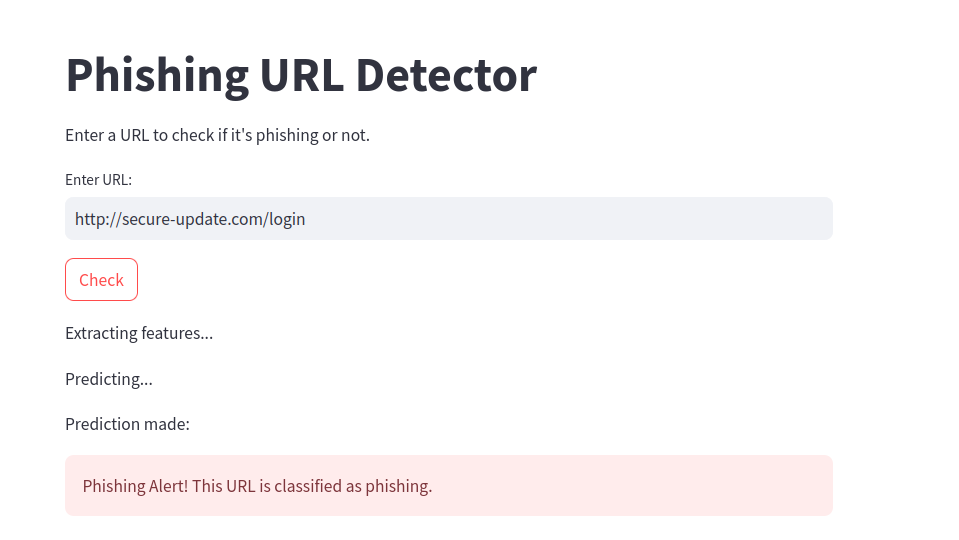 Phishing URL Detector
Enter a URL to check if it's phishing or not.
Enter URL:
http://secure-update.com/login
Check
Extracting features...
Predicting...
Prediction made:
Phishing Alert! This URL is classified as phishing.